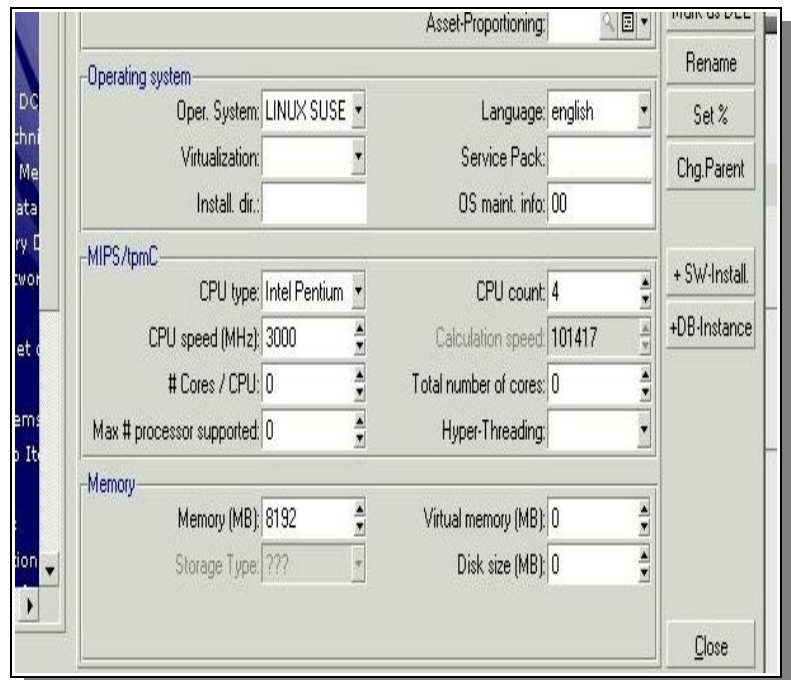 Asset-Proportioning:
Rename
Operating system
Oper. System: LINUX SUSE Language: english Set %
Virtualization: Service Pack: Chg.Parent
Install. dir.: OS maint. info: 00
MIPS/tpmC
CPU type: Intel Pentium CPU count: 4 + SW-Install.
CPU speed (MHz): 3000 Calculation speed: 101417 +DB-Instance
# Cores / CPU: 0 Total number of cores: 0
Max # processor supported: 0 Hyper-Threading:
Memory
Memory (MB): 8192 Virtual memory (MB): 0
Storage Type: ??? Disk size (MB): 0
Close